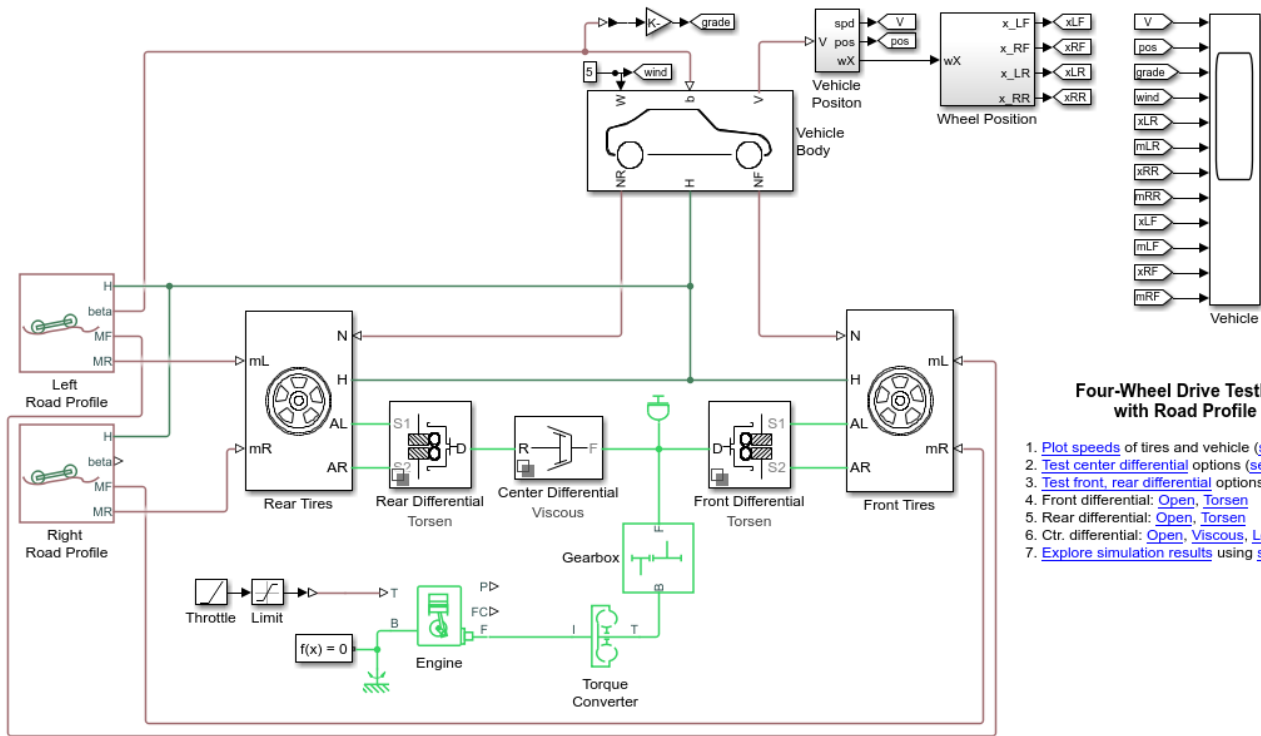 K-
grade
5
wind
W
b
V
Vehicle
Body
NR
H
NF
V
spd
pos
wX
V
pos
Vehicle
Positon
wX
x_LF
x_RF
x_LR
x_RR
xLF
xRF
xLR
xRR
Wheel Position
V
pos
grade
wind
xLR
mLR
xRR
mRR
xLF
mLF
xRF
mRF
Vehicle
H
beta
MF
MR
Left
Road Profile
H
beta
MF
MR
Right
Road Profile
mL
mR
N
H
AL
AR
Rear Tires
S1
S2
D
Rear Differential
Torsen
R
F
Center Differential
Viscous
D
S1
S2
Front Differential
Torsen
N
H
AL
AR
mL
mR
Front Tires
Gearbox
F
B
Throttle
Limit
T
P
FC
B
F
Engine
f(x) = 0
I
T
Torque
Converter
Four-Wheel Drive Test
with Road Profile
1. Plot speeds of tires and vehicle (
2. Test center differential options (se
3. Test front, rear differential options
4. Front differential: Open, Torsen
5. Rear differential: Open, Torsen
6. Ctr. differential: Open, Viscous, L
7. Explore simulation results using s